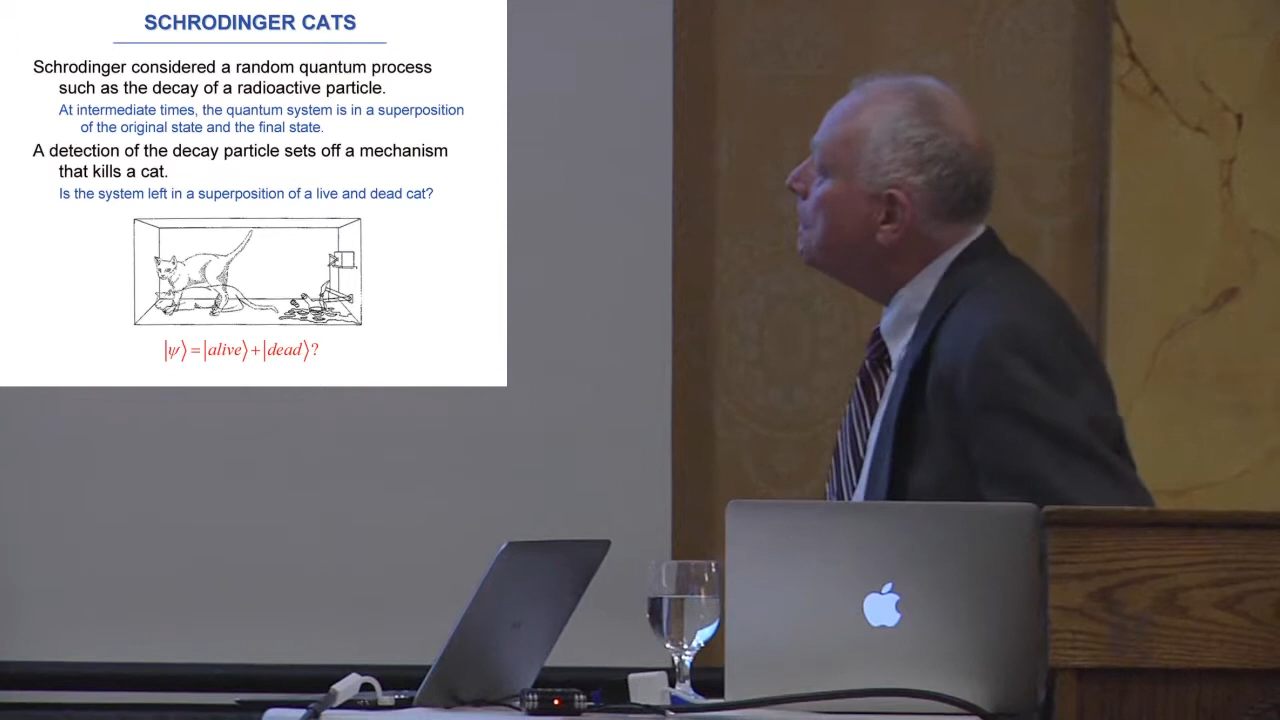 SCHRODINGER CATS
Schrodinger considered a random quantum process
such as the decay of a radioactive particle.
At intermediate times, the quantum system is in a superposition
of the original state and the final state.
A detection of the decay particle sets off a mechanism
that kills a cat.
Is the system left in a superposition of a live and dead cat?
|ψ⟩=|alive⟩+|dead⟩?